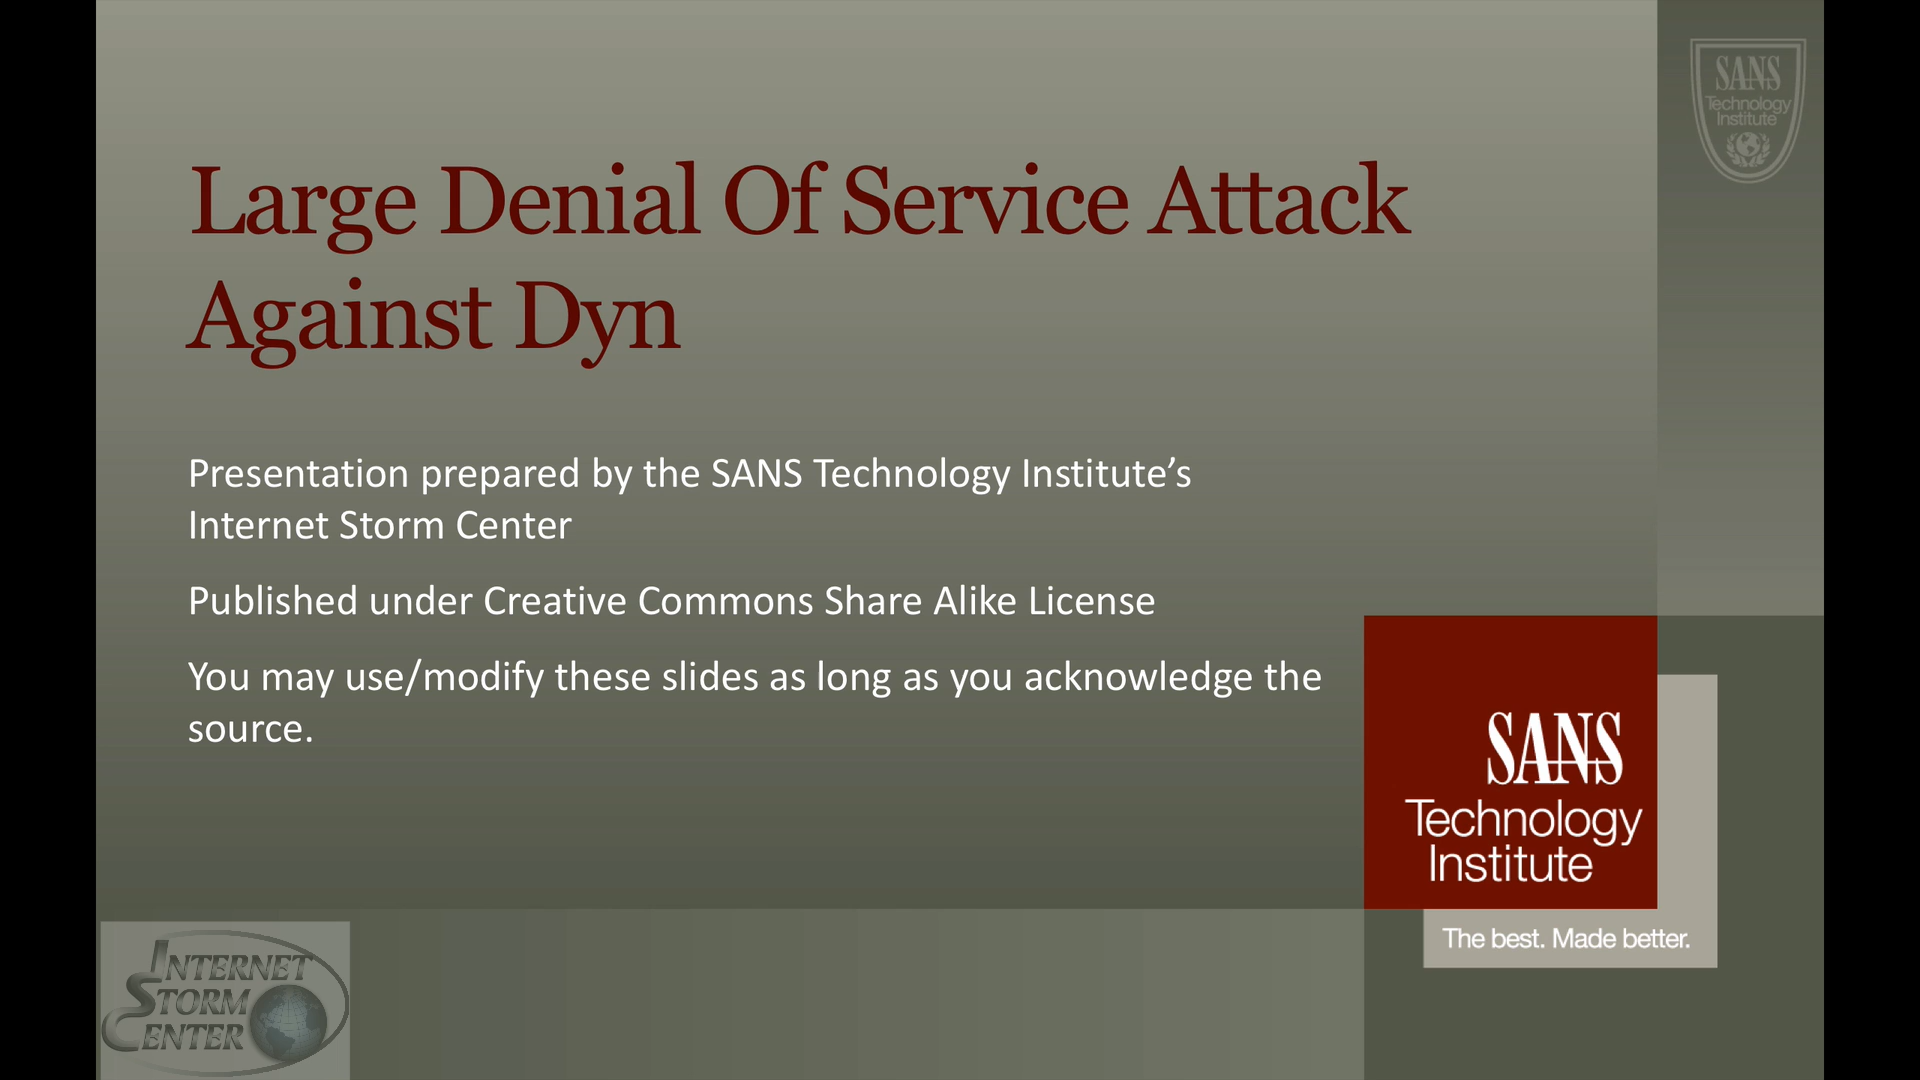 SANS
Technology
Institute
Large Denial Of Service Attack
Against Dyn
Presentation prepared by the SANS Technology Institute’s
Internet Storm Center
Published under Creative Commons Share Alike License
You may use/modify these slides as long as you acknowledge the
source.
SANS
Technology
Institute
The best. Made better.
INTERNET
STORM
CENTER